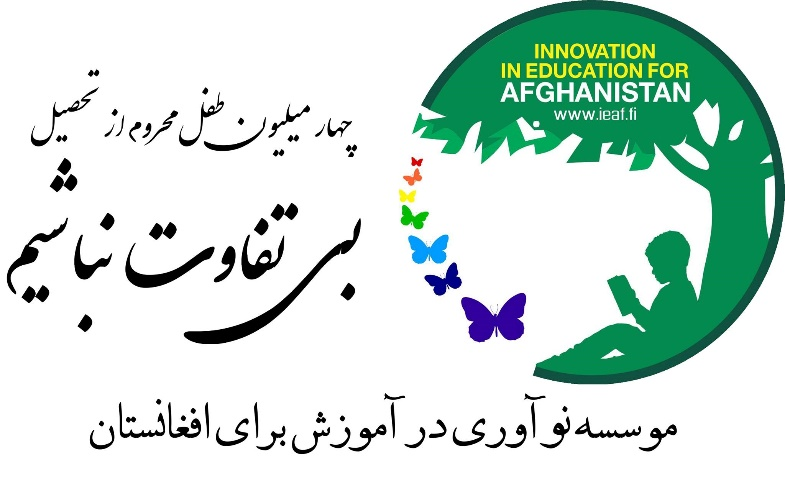 چهار میلیون طفل محروم از تحصیل
بی تفاوت نباشیم
INNOVATION
IN EDUCATION FOR
AFGHANISTAN
www.ieaf.fi
موسسه نوآوری در آموزش برای افغانستان